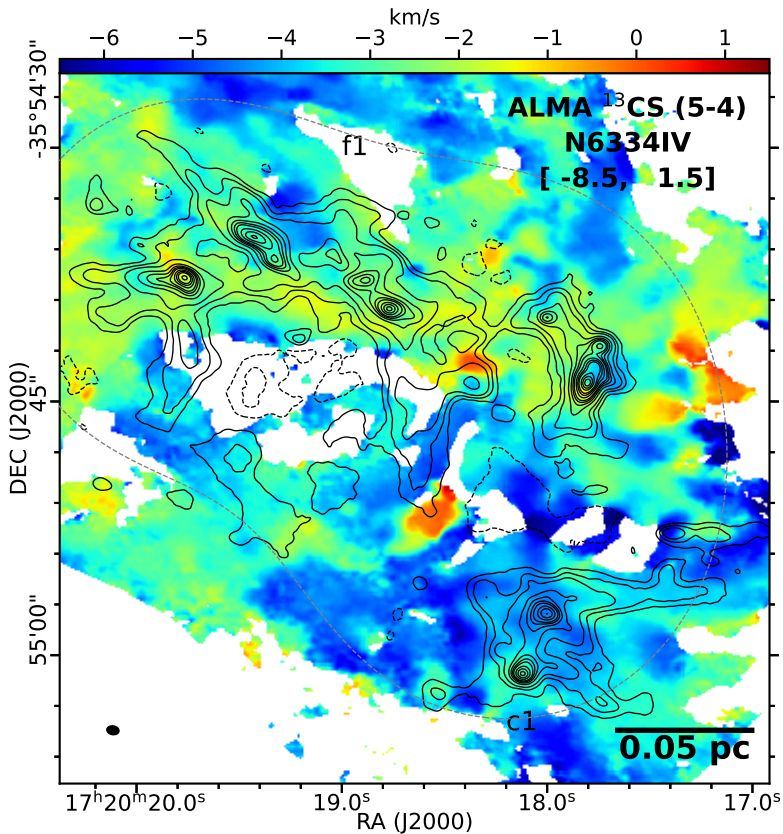 km/s
−6 −5 −4 −3 −2 −1 0 1
ALMA ¹³CS (5-4)
N6334IV
[ -8.5, 1.5]
f1
c1
0.05 pc
-35°54'30"
45"
55'00"
DEC (J2000)
17ʰ20ᵐ20.0ˢ 19.0ˢ 18.0ˢ 17.0ˢ
RA (J2000)